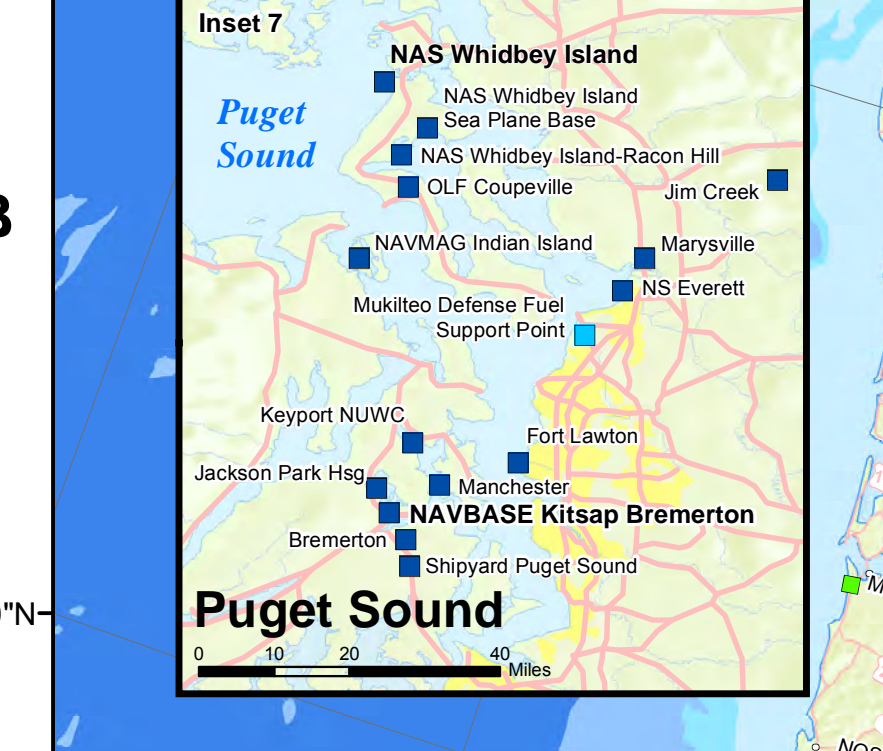 Inset 7
NAS Whidbey Island
NAS Whidbey Island
Sea Plane Base
Puget
Sound
NAS Whidbey Island-Racon Hill
OLF Coupeville
Jim Creek
NAVMAG Indian Island
Marysville
NS Everett
Mukilteo Defense Fuel
Support Point
Keyport NUWC
Fort Lawton
Jackson Park Hsg
Manchester
NAVBASE Kitsap Bremerton
Bremerton
Shipyard Puget Sound
Puget Sound
"N
0 10 20 40
Miles